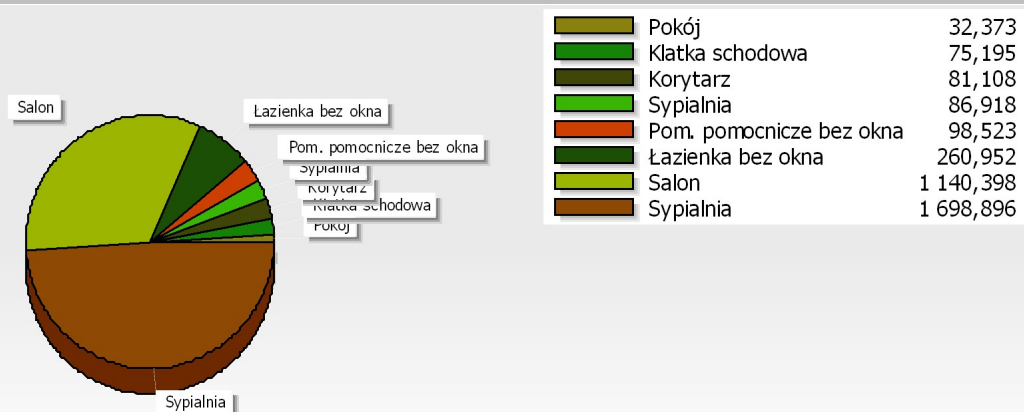 Salon
Łazienka bez okna
Pom. pomocnicze bez okna
Sypialnia
Korytarz
Klatka schodowa
Pokój
Sypialnia
Pokój 32,373
Klatka schodowa 75,195
Korytarz 81,108
Sypialnia 86,918
Pom. pomocnicze bez okna 98,523
Łazienka bez okna 260,952
Salon 1 140,398
Sypialnia 1 698,896